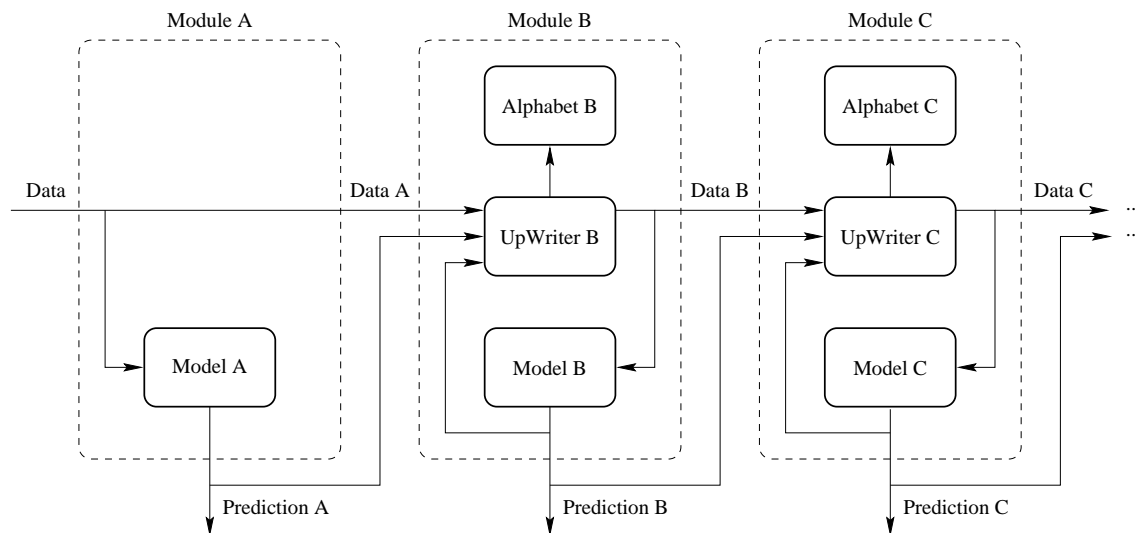 Module A Module B Module C
Alphabet B Alphabet C
Data Data A Data B Data C
..
UpWriter B UpWriter C
..
Model A Model B Model C
Prediction A Prediction B Prediction C